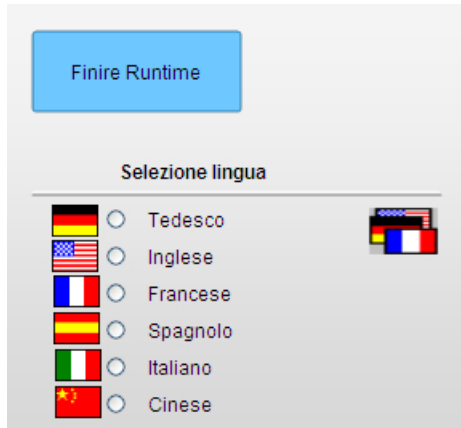 Finire Runtime
Selezione lingua
Tedesco
Inglese
Francese
Spagnolo
Italiano
Cinese